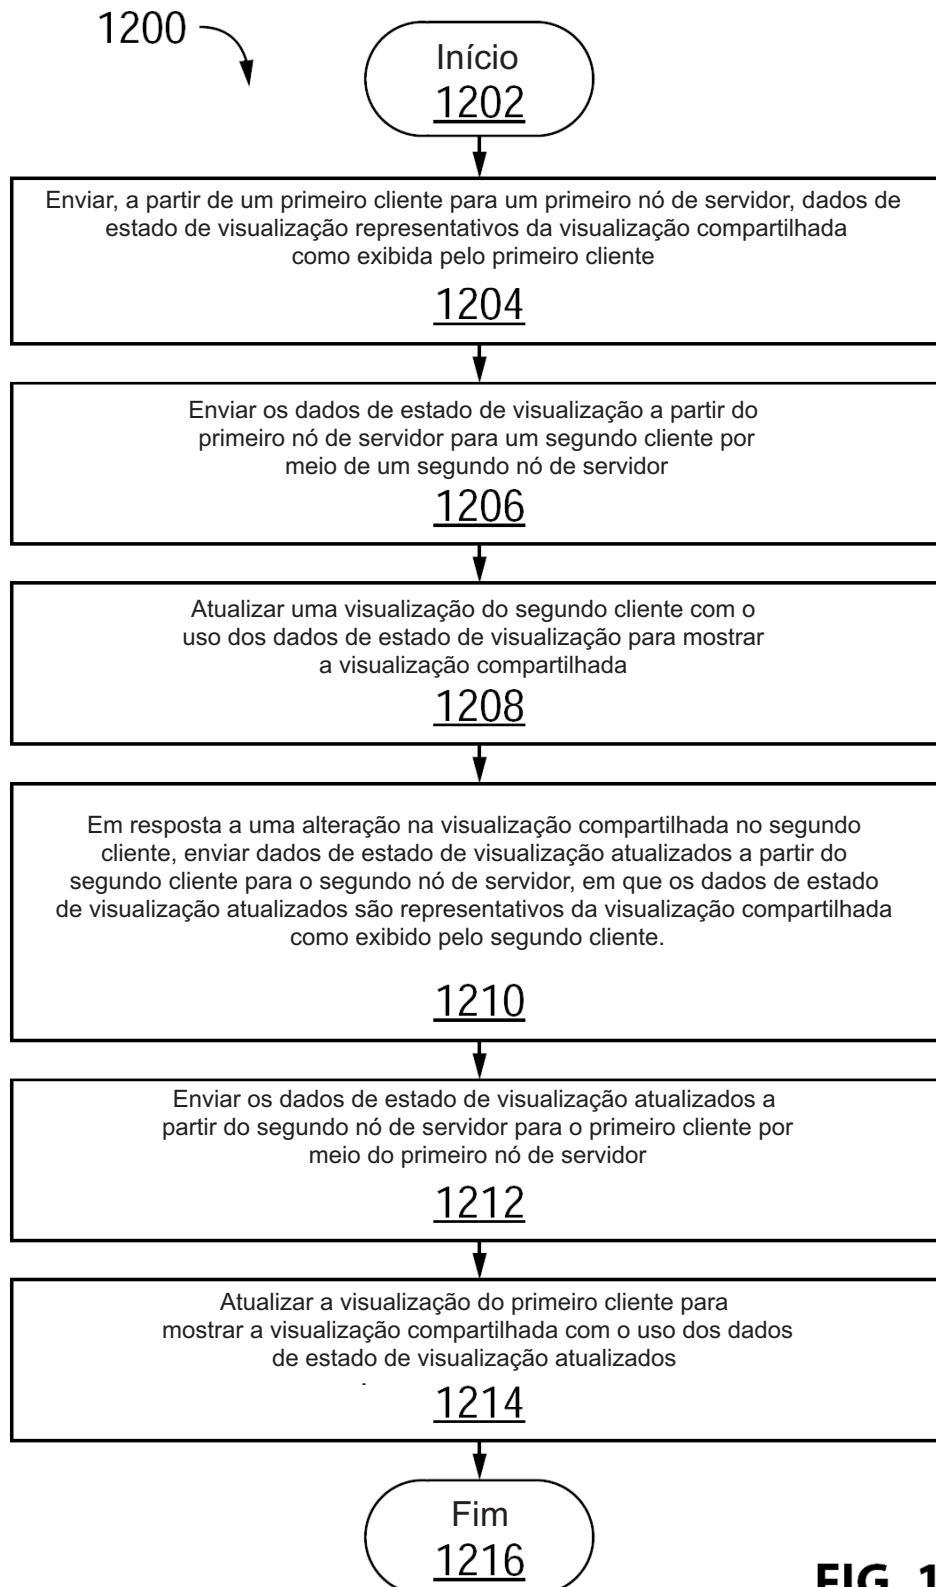 1200
Início
1202
Enviar, a partir de um primeiro cliente para um primeiro nó de servidor, dados de
estado de visualização representativos da visualização compartilhada
como exibida pelo primeiro cliente
1204
Enviar os dados de estado de visualização a partir do
primeiro nó de servidor para um segundo cliente por
meio de um segundo nó de servidor
1206
Atualizar uma visualização do segundo cliente com o
uso dos dados de estado de visualização para mostrar
a visualização compartilhada
1208
Em resposta a uma alteração na visualização compartilhada no segundo
cliente, enviar dados de estado de visualização atualizados a partir do
segundo cliente para o segundo nó de servidor, em que os dados de estado
de visualização atualizados são representativos da visualização compartilhada
como exibido pelo segundo cliente.
1210
Enviar os dados de estado de visualização atualizados a
partir do segundo nó de servidor para o primeiro cliente por
meio do primeiro nó de servidor
1212
Atualizar a visualização do primeiro cliente para
mostrar a visualização compartilhada com o uso dos dados
de estado de visualização atualizados
.
1214
Fim
1216
FIG. 1